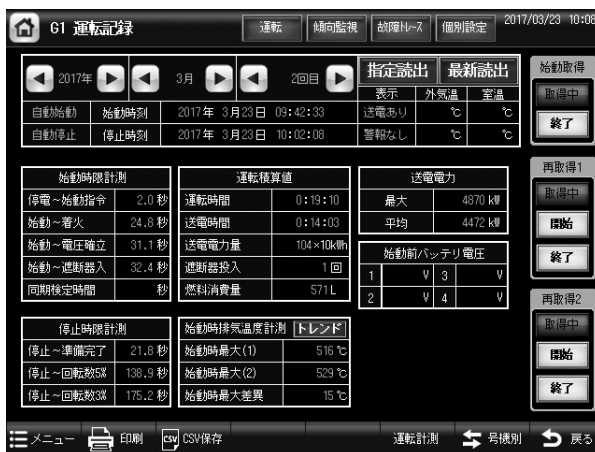 G1 運転記録 運転 傾向監視 故障トレース 個別設定 2017/03/23 10:08
2017年 3月 2回目 指定読出 最新読出
表示 外気温 室温
自動始動 始動時刻 2017年 3月23日 09:42:33 送電あり ℃ ℃
自動停止 停止時刻 2017年 3月23日 10:02:08 警報なし ℃ ℃
始動取得
取得中
終了
始動時限計測
停電～始動指令 2.0 秒
始動～着火 24.8 秒
始動～電圧確立 31.1 秒
始動～遮断器入 32.4 秒
同期検定時間 秒
運転積算値
運転時間 0:19:10
送電時間 0:14:03
送電電力量 104×10kWh
遮断器投入 1 回
燃料消費量 571 L
送電電力
最大 4870 kW
平均 4472 kW
始動前バッテリ電圧
1 V 3 V
2 V 4 V
再取得1
取得中
開始
終了
停止時限計測
停止～準備完了 21.8 秒
停止～回転数5% 138.9 秒
停止～回転数3% 175.2 秒
始動時排気温度計測 トレンド
始動時最大(1) 516 ℃
始動時最大(2) 529 ℃
始動時最大差異 15 ℃
再取得2
取得中
開始
終了
メニュー 印刷 CSV CSV保存 運転計測 号機別 戻る